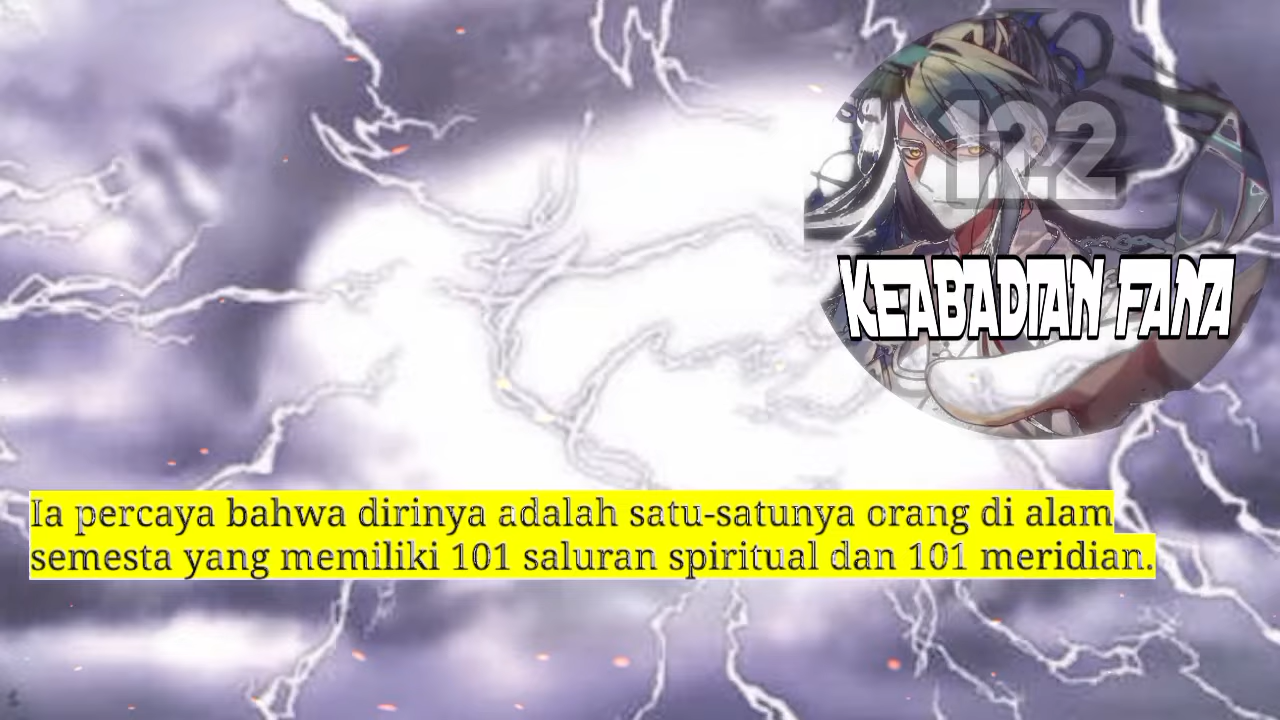 122
KEABADIAN FANA
Ia percaya bahwa dirinya adalah satu-satunya orang di alam
semesta yang memiliki 101 saluran spiritual dan 101 meridian.